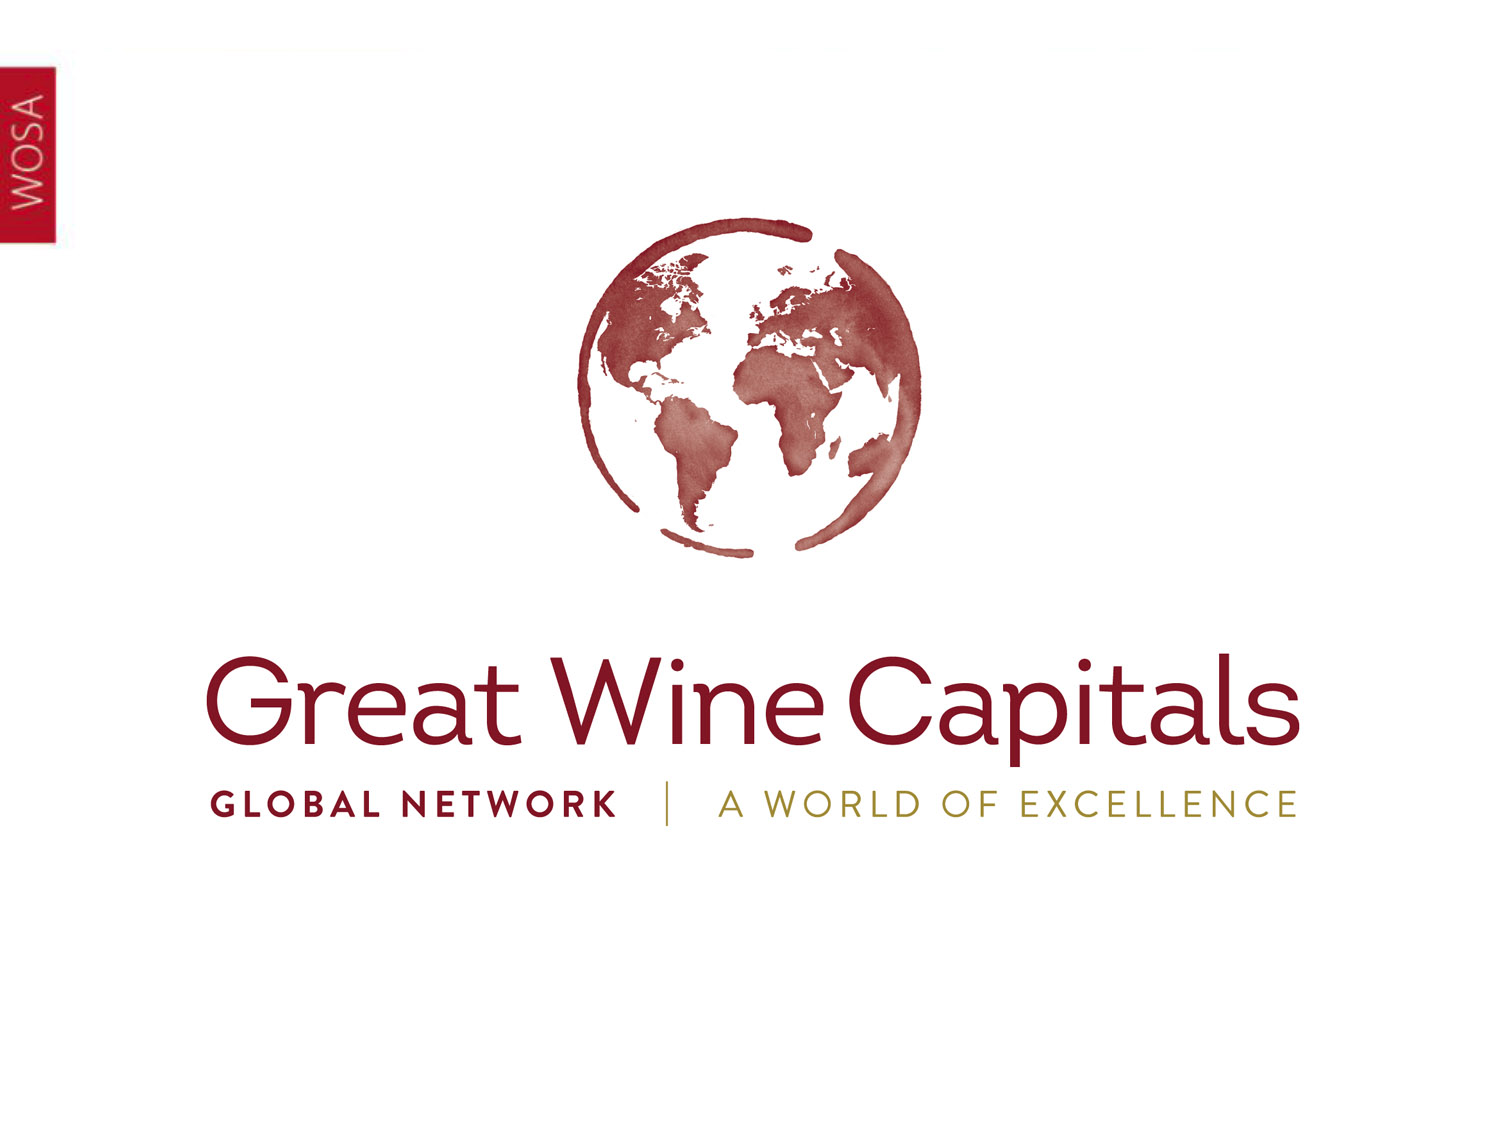 WOSA
Great Wine Capitals
GLOBAL NETWORK | A WORLD OF EXCELLENCE